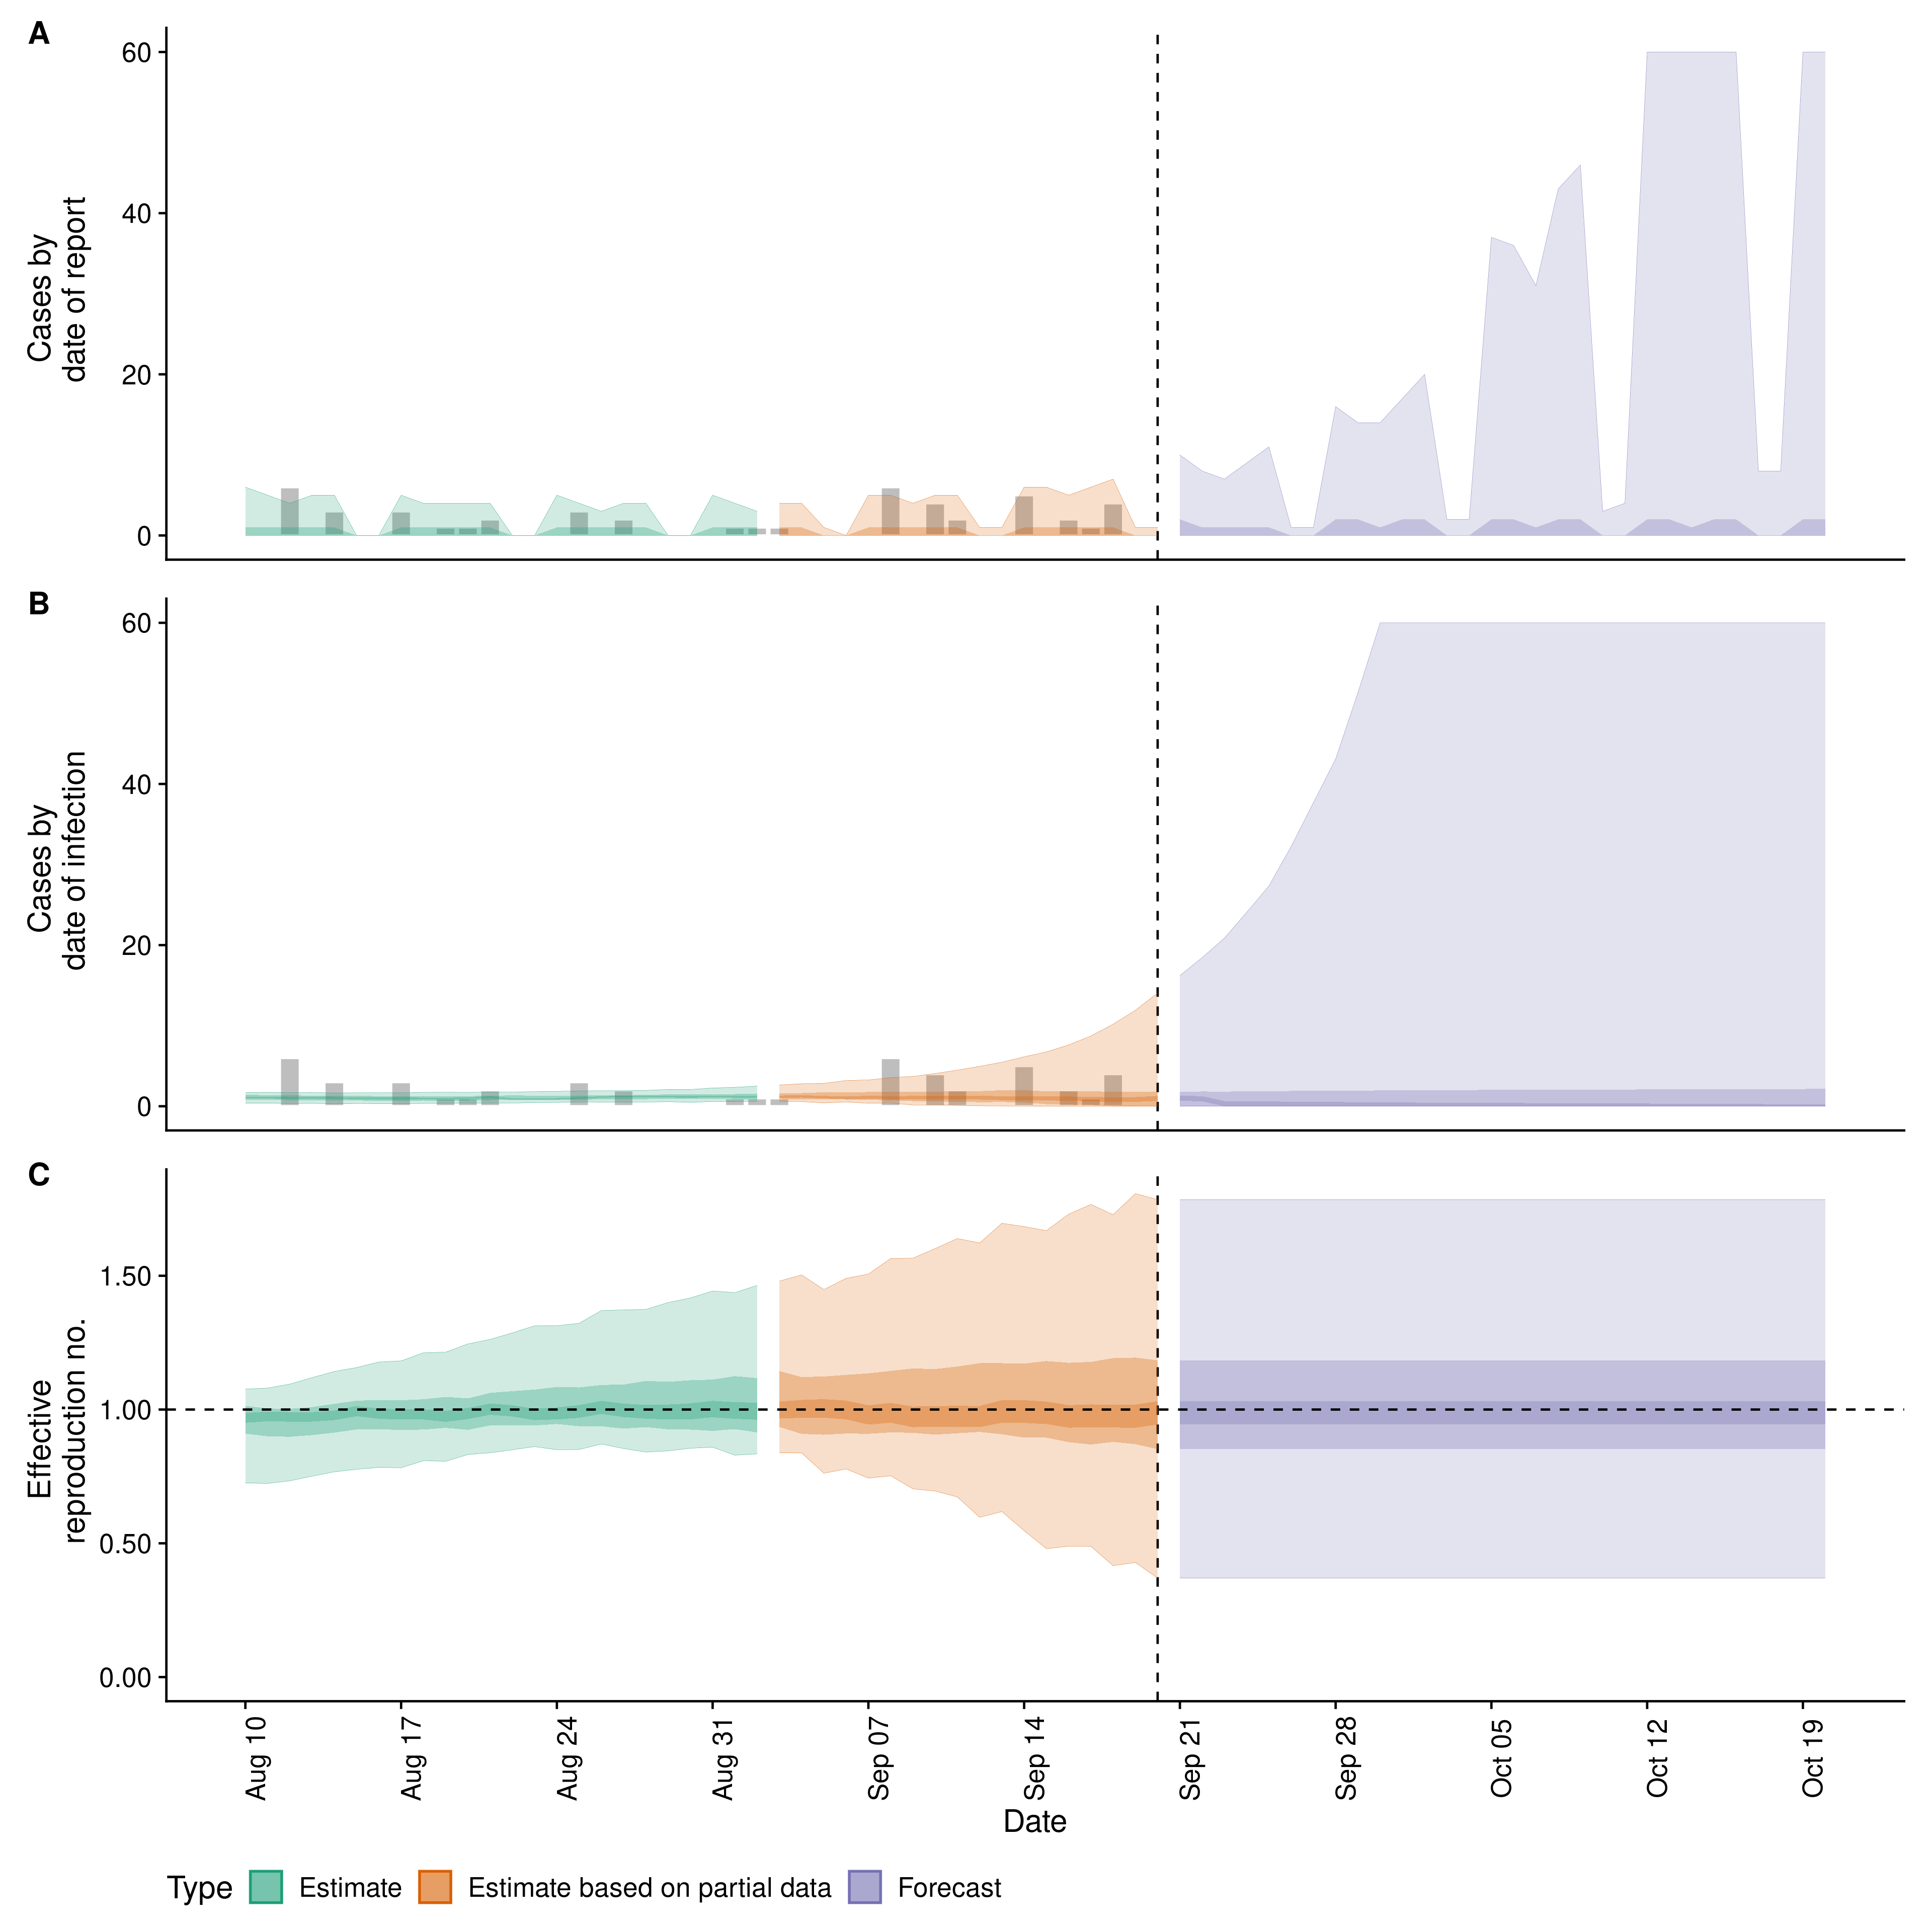 A
60
40
20
0
Cases by
date of report
B
60
40
20
0
Cases by
date of infection
C
1.50
1.00
0.50
0.00
Effective
reproduction no.
Aug 10
Aug 17
Aug 24
Aug 31
Sep 07
Sep 14
Sep 21
Sep 28
Oct 05
Oct 12
Oct 19
Date
Type Estimate Estimate based on partial data Forecast